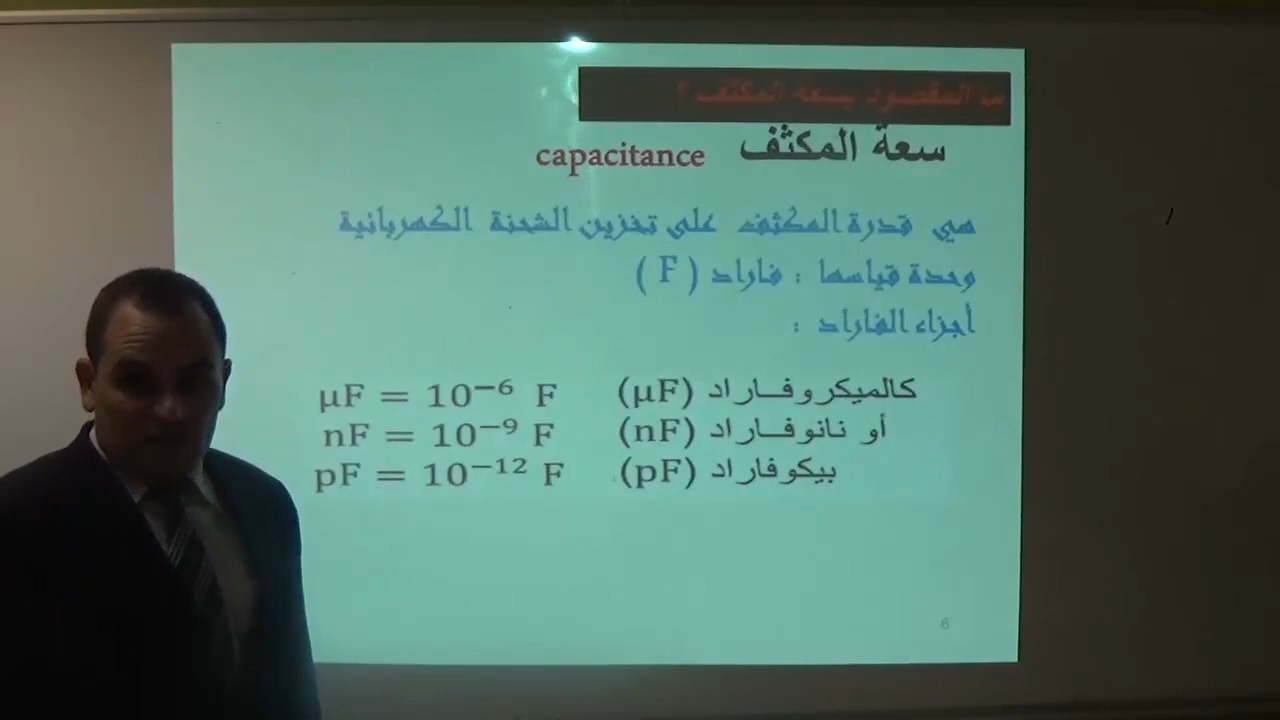 ما المقصود بسعة المكثف ؟
سعة المكثف capacitance
هي قدرة المكثف على تخزين الشحنة الكهربائية
وحدة قياسها : فاراد ( F )
أجزاء الفاراد :
كالميكروفاراد (µF) µF = 10⁻⁶ F
أو نانوفاراد (nF) nF = 10⁻⁹ F
بيكوفاراد (pF) pF = 10⁻¹² F
6